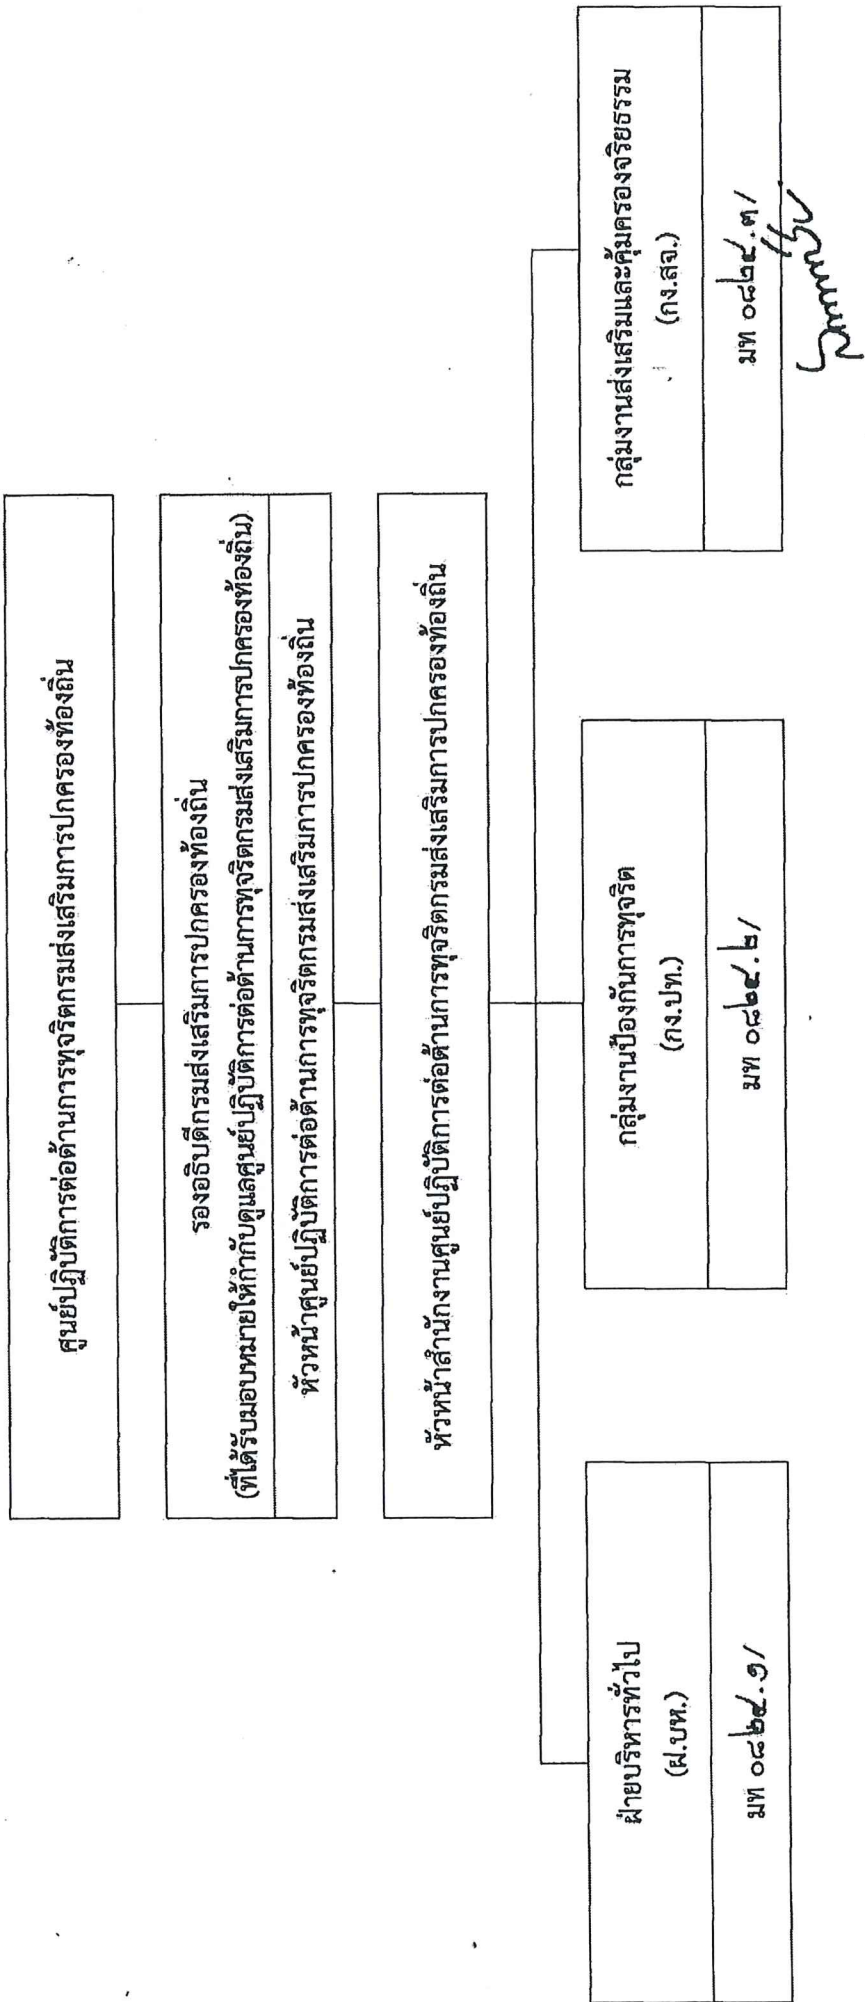 ศูนย์ปฏิบัติการต่อต้านการทุจริตกรมส่งเสริมการปกครองท้องถิ่น
รองอธิบดีกรมส่งเสริมการปกครองท้องถิ่น
(ที่ได้รับมอบหมายให้กำกับดูแลศูนย์ปฏิบัติการต่อต้านการทุจริตกรมส่งเสริมการปกครองท้องถิ่น)
หัวหน้าศูนย์ปฏิบัติการต่อต้านการทุจริตกรมส่งเสริมการปกครองท้องถิ่น
หัวหน้าสำนักงานศูนย์ปฏิบัติการต่อต้านการทุจริตกรมส่งเสริมการปกครองท้องถิ่น
ฝ่ายบริหารทั่วไป
(ฝ.บห.)
มท ๐๘๒๔.๑/
กลุ่มงานป้องกันการทุจริต
(กง.ปท.)
มท ๐๘๒๔.๒/
กลุ่มงานส่งเสริมและคุ้มครองจริยธรรม
(กง.สจ.)
มท ๐๘๒๔.๓/